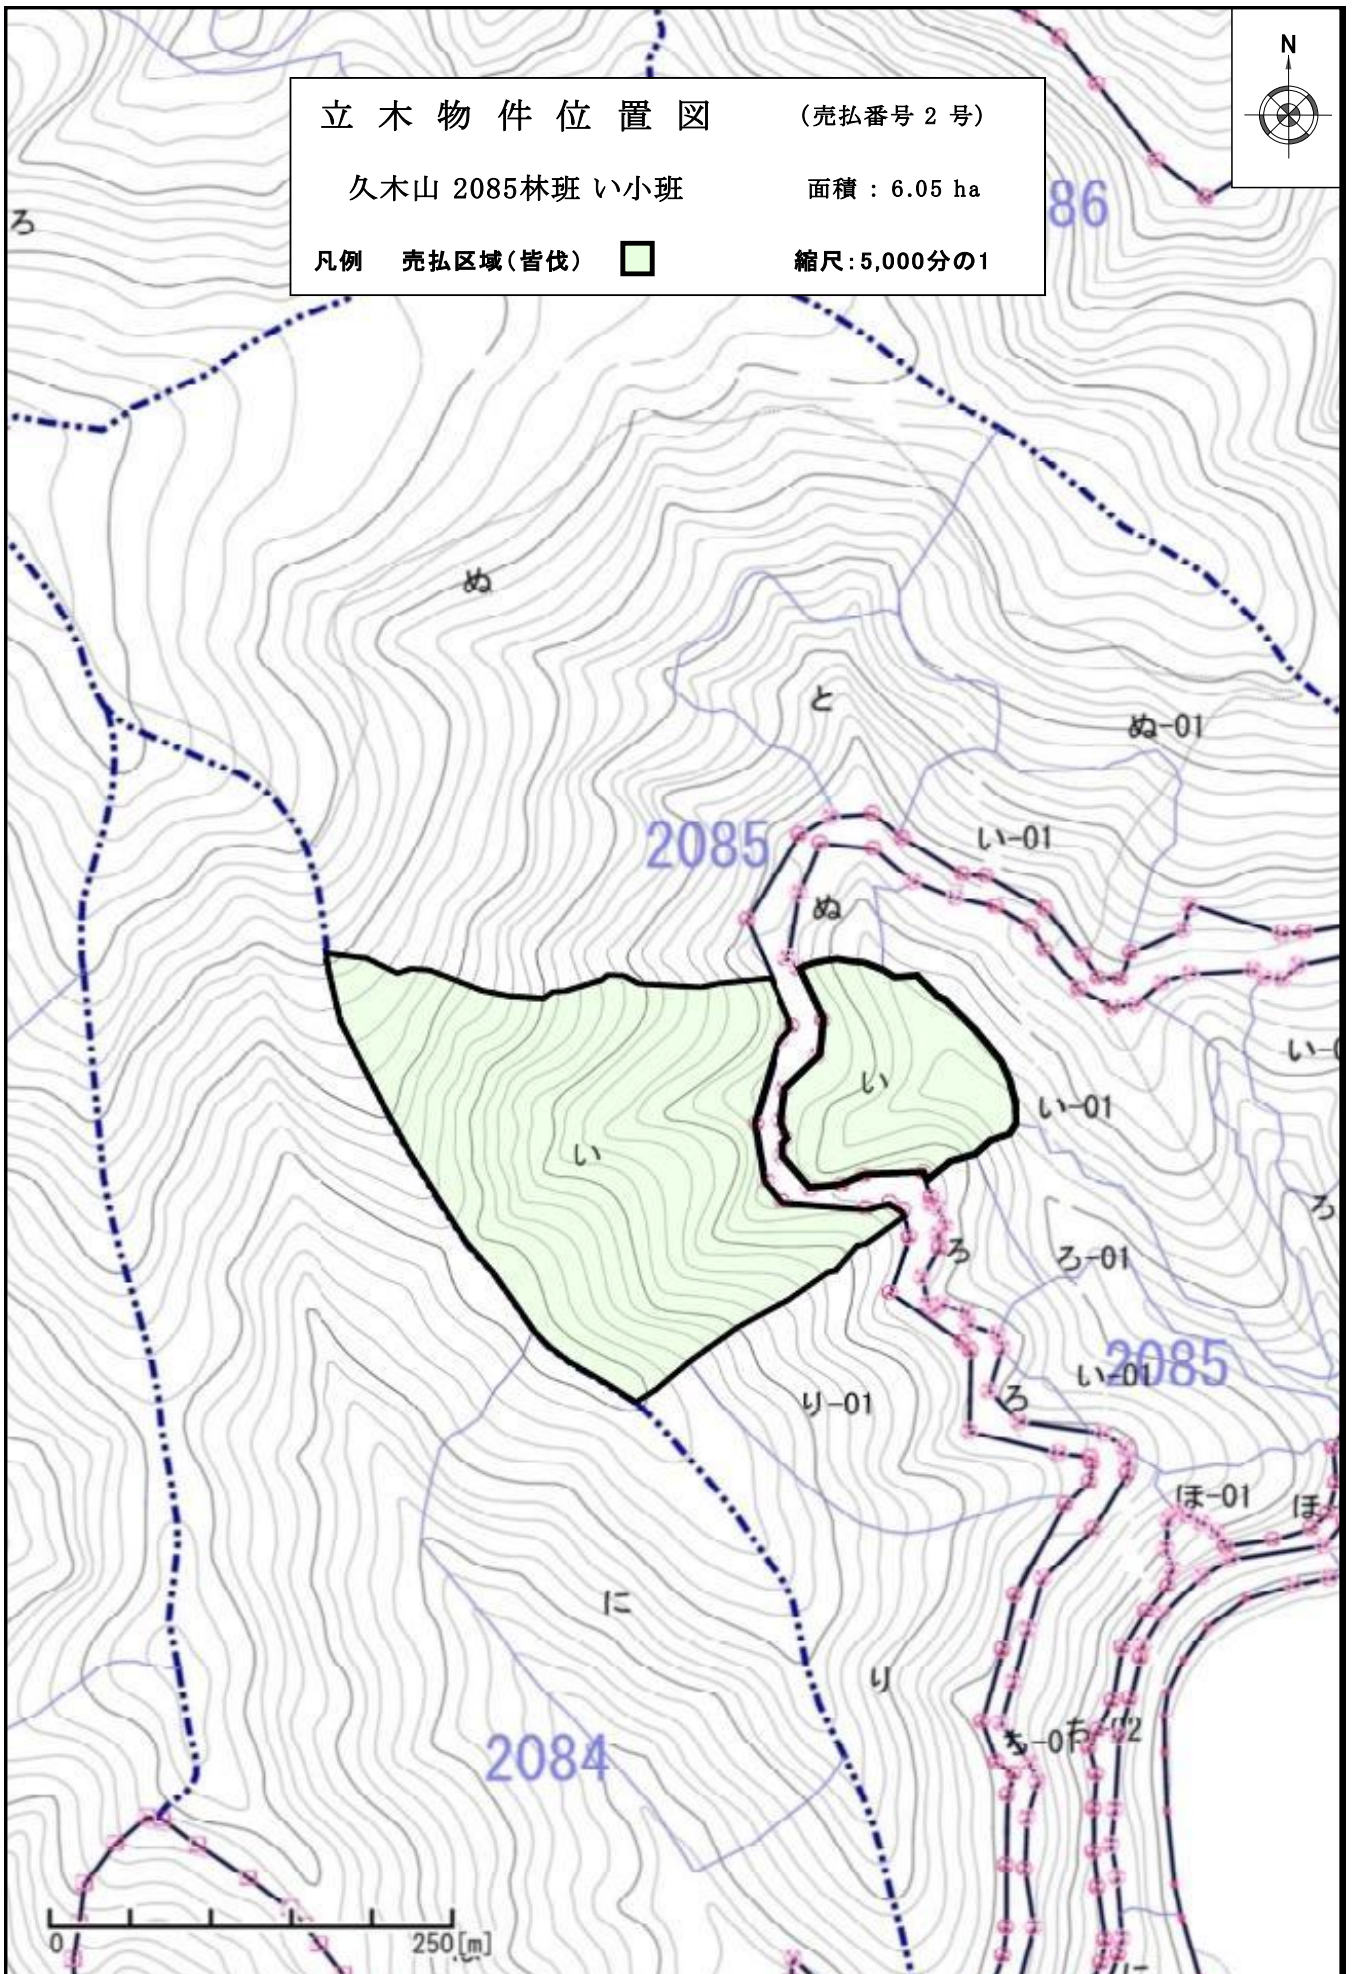 N
立木物件位置図 (売払番号 2 号)
久木山 2085林班 い小班 面積 : 6.05 ha
凡例 売払区域(皆伐) 縮尺:5,000分の1
86
ろ
ぬ
と
ぬ-01
2085
い-01
ぬ
い
い-01
い
ろ
ろ
ろ-01
2085
い-01
り-01
ろ
ほ-01
ほ
に
り
2084
0
250[m]